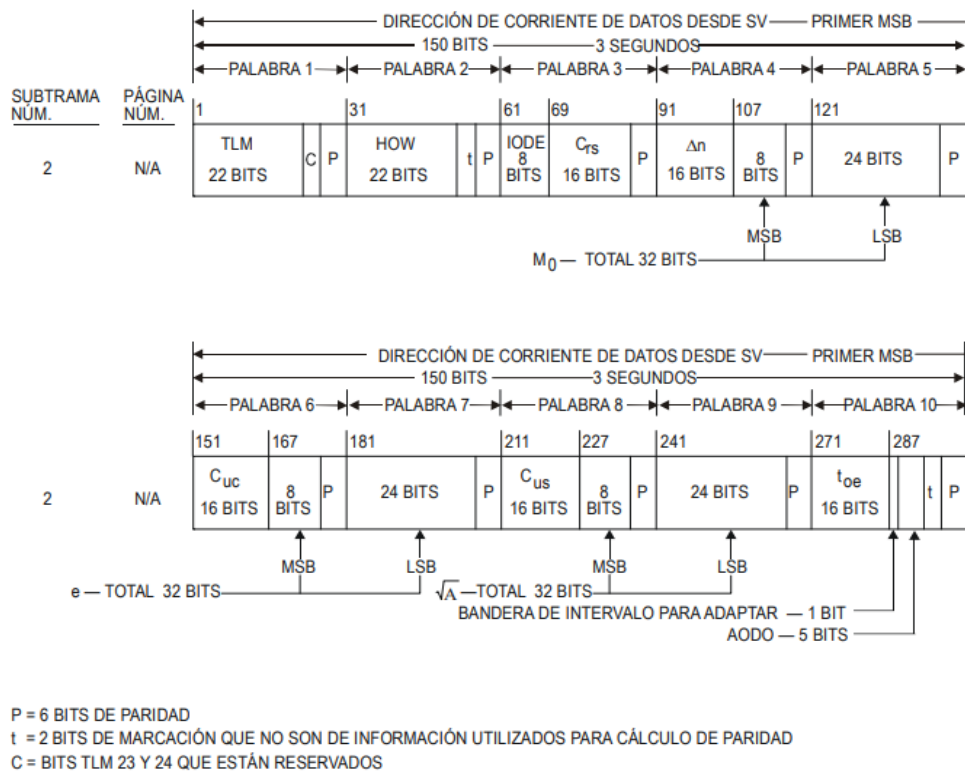 DIRECCIÓN DE CORRIENTE DE DATOS DESDE SV — PRIMER MSB
150 BITS — 3 SEGUNDOS
PALABRA 1 PALABRA 2 PALABRA 3 PALABRA 4 PALABRA 5
SUBTRAMA NÚM. PÁGINA NÚM.
1 31 61 69 91 107 121
2 N/A
TLM 22 BITS C P HOW 22 BITS t P IODE 8 BITS Crs 16 BITS P Δn 16 BITS 8 BITS P 24 BITS P
MSB LSB
M0 — TOTAL 32 BITS
DIRECCIÓN DE CORRIENTE DE DATOS DESDE SV — PRIMER MSB
150 BITS — 3 SEGUNDOS
PALABRA 6 PALABRA 7 PALABRA 8 PALABRA 9 PALABRA 10
151 167 181 211 227 241 271 287
2 N/A
Cuc 16 BITS 8 BITS P 24 BITS P Cus 16 BITS 8 BITS P 24 BITS P toe 16 BITS t P
MSB LSB MSB LSB
e — TOTAL 32 BITS √A — TOTAL 32 BITS
BANDERA DE INTERVALO PARA ADAPTAR — 1 BIT
AODO — 5 BITS
P = 6 BITS DE PARIDAD
t = 2 BITS DE MARCACIÓN QUE NO SON DE INFORMACIÓN UTILIZADOS PARA CÁLCULO DE PARIDAD
C = BITS TLM 23 Y 24 QUE ESTÁN RESERVADOS